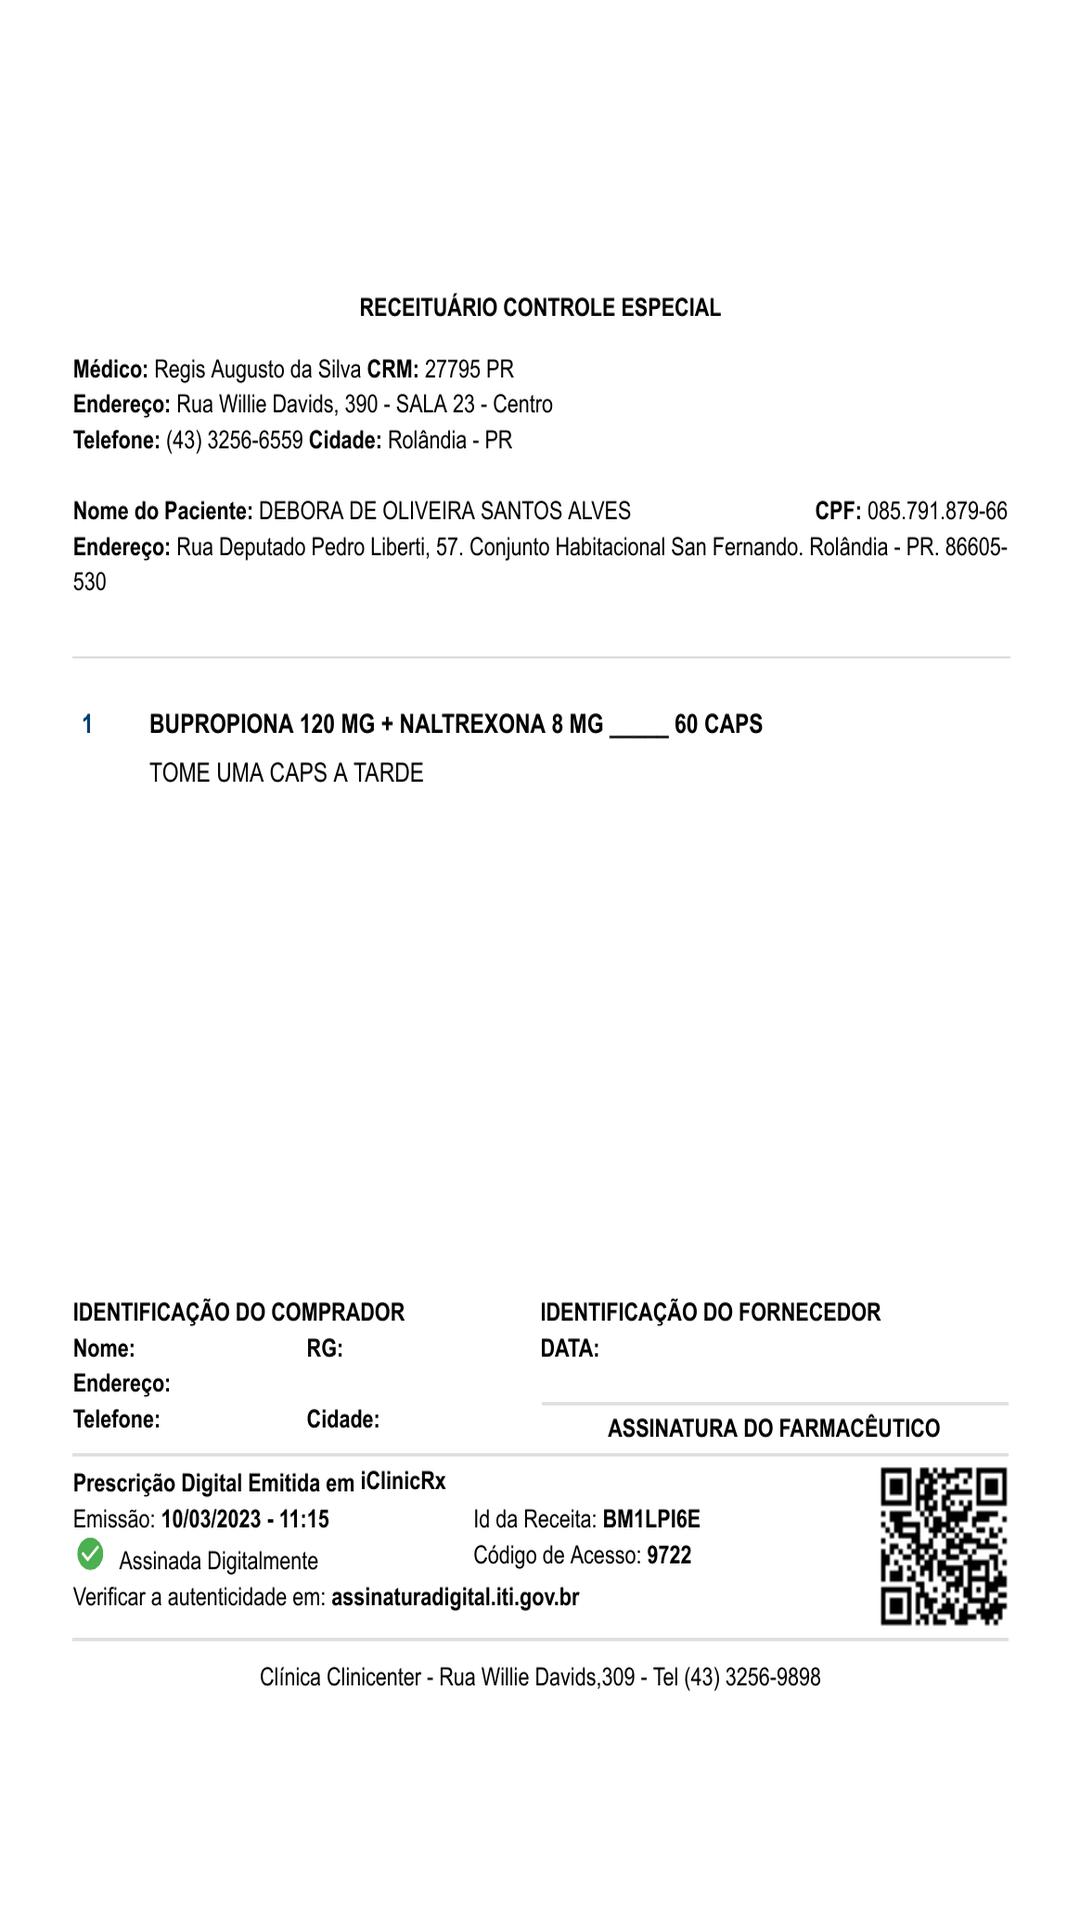 RECEITUÁRIO CONTROLE ESPECIAL
Médico: Regis Augusto da Silva CRM: 27795 PR
Endereço: Rua Willie Davids, 390 - SALA 23 - Centro
Telefone: (43) 3256-6559 Cidade: Rolândia - PR
Nome do Paciente: DEBORA DE OLIVEIRA SANTOS ALVES CPF: 085.791.879-66
Endereço: Rua Deputado Pedro Liberti, 57. Conjunto Habitacional San Fernando. Rolândia - PR. 86605-
530
1 BUPROPIONA 120 MG + NALTREXONA 8 MG _____ 60 CAPS
TOME UMA CAPS A TARDE
IDENTIFICAÇÃO DO COMPRADOR
Nome: RG:
Endereço:
Telefone: Cidade:
IDENTIFICAÇÃO DO FORNECEDOR
DATA:
ASSINATURA DO FARMACÊUTICO
Prescrição Digital Emitida em iClinicRx
Emissão: 10/03/2023 - 11:15 Id da Receita: BM1LPI6E
Assinada Digitalmente Código de Acesso: 9722
Verificar a autenticidade em: assinaturadigital.iti.gov.br
Clínica Clinicenter - Rua Willie Davids,309 - Tel (43) 3256-9898